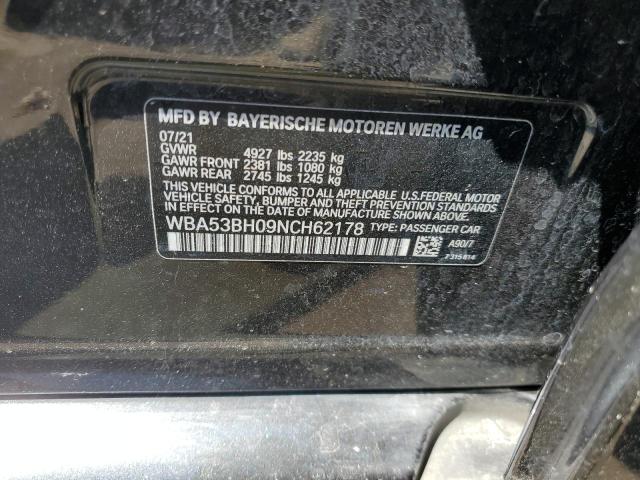 MFD BY BAYERISCHE MOTOREN WERKE AG
07/21
GVWR 4927 lbs 2235 kg
GAWR FRONT 2381 lbs 1080 kg
GAWR REAR 2745 lbs 1245 kg
THIS VEHICLE CONFORMS TO ALL APPLICABLE U.S.FEDERAL MOTOR
VEHICLE SAFETY, BUMPER AND THEFT PREVENTION STANDARDS
IN EFFECT ON THE DATE OF MANUFACTURE SHOWN ABOVE.
WBA53BH09NCH62178 TYPE: PASSENGER CAR
A90/7
7315814